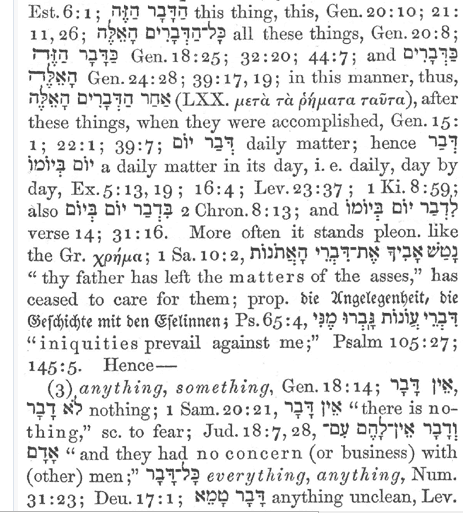 Est. 6:1; הַדָּבָר הַזֶּה this thing, this, Gen. 20:10; 21:
11, 26; כָּל־הַדְּבָרִים הָאֵלֶּה all these things, Gen. 20:8;
כַּדָּבָר הַזֶּה Gen. 18:25; 32:20; 44:7; and כַּדְּבָרִים
הָאֵלֶּה Gen. 24:28; 39:17, 19; in this manner, thus,
אַחַר הַדְּבָרִים הָאֵלֶּה (LXX. μετὰ τὰ ῥήματα ταῦτα), after
these things, when they were accomplished, Gen. 15:
1; 22:1; 39:7; דְּבַר יוֹם daily matter; hence דְּבַר
יוֹם בְּיוֹמוֹ a daily matter in its day, i. e. daily, day by
day, Ex. 5:13, 19; 16:4; Lev. 23:37; 1 Ki. 8:59;
also בִּדְבַר יוֹם בְּיוֹם 2 Chron. 8:13; and לִדְבַר יוֹם בְּיוֹמוֹ
verse 14; 31:16. More often it stands pleon. like
the Gr. χρῆμα; 1 Sa. 10:2, נָטַשׁ אָבִיךָ אֶת־דִּבְרֵי הָאֲתֹנוֹת
“thy father has left the matters of the asses,” has
ceased to care for them; prop. die Angelegenheit, die
Geschichte mit den Eselinnen; Ps. 65:4, דִּבְרֵי עֲוֹנוֹת גָּבְרוּ מֶנִּי
“iniquities prevail against me;” Psalm 105:27;
145:5. Hence—
(3) anything, something, Gen. 18:14; אֵין דָּבָר,
לֹא דָבָר nothing; 1 Sam. 20:21, אֵין דָּבָר “there is no-
thing,” sc. to fear; Jud. 18:7, 28, וְדָבָר אֵין־לָהֶם עִם־
אָדָם “and they had no concern (or business) with
(other) men;” כָּל־דָּבָר everything, anything, Num.
31:23; Deu. 17:1; דָּבָר טָמֵא anything unclean, Lev.